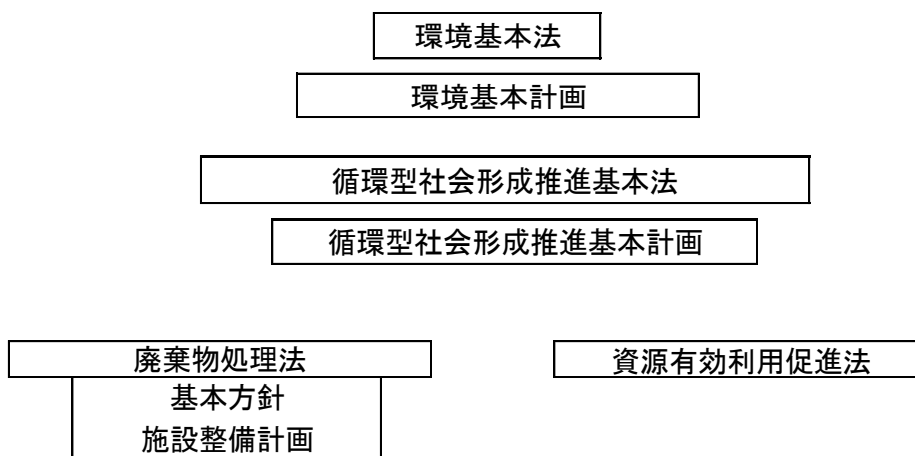 環境基本法
環境基本計画
循環型社会形成推進基本法
循環型社会形成推進基本計画
廃棄物処理法
資源有効利用促進法
基本方針
施設整備計画